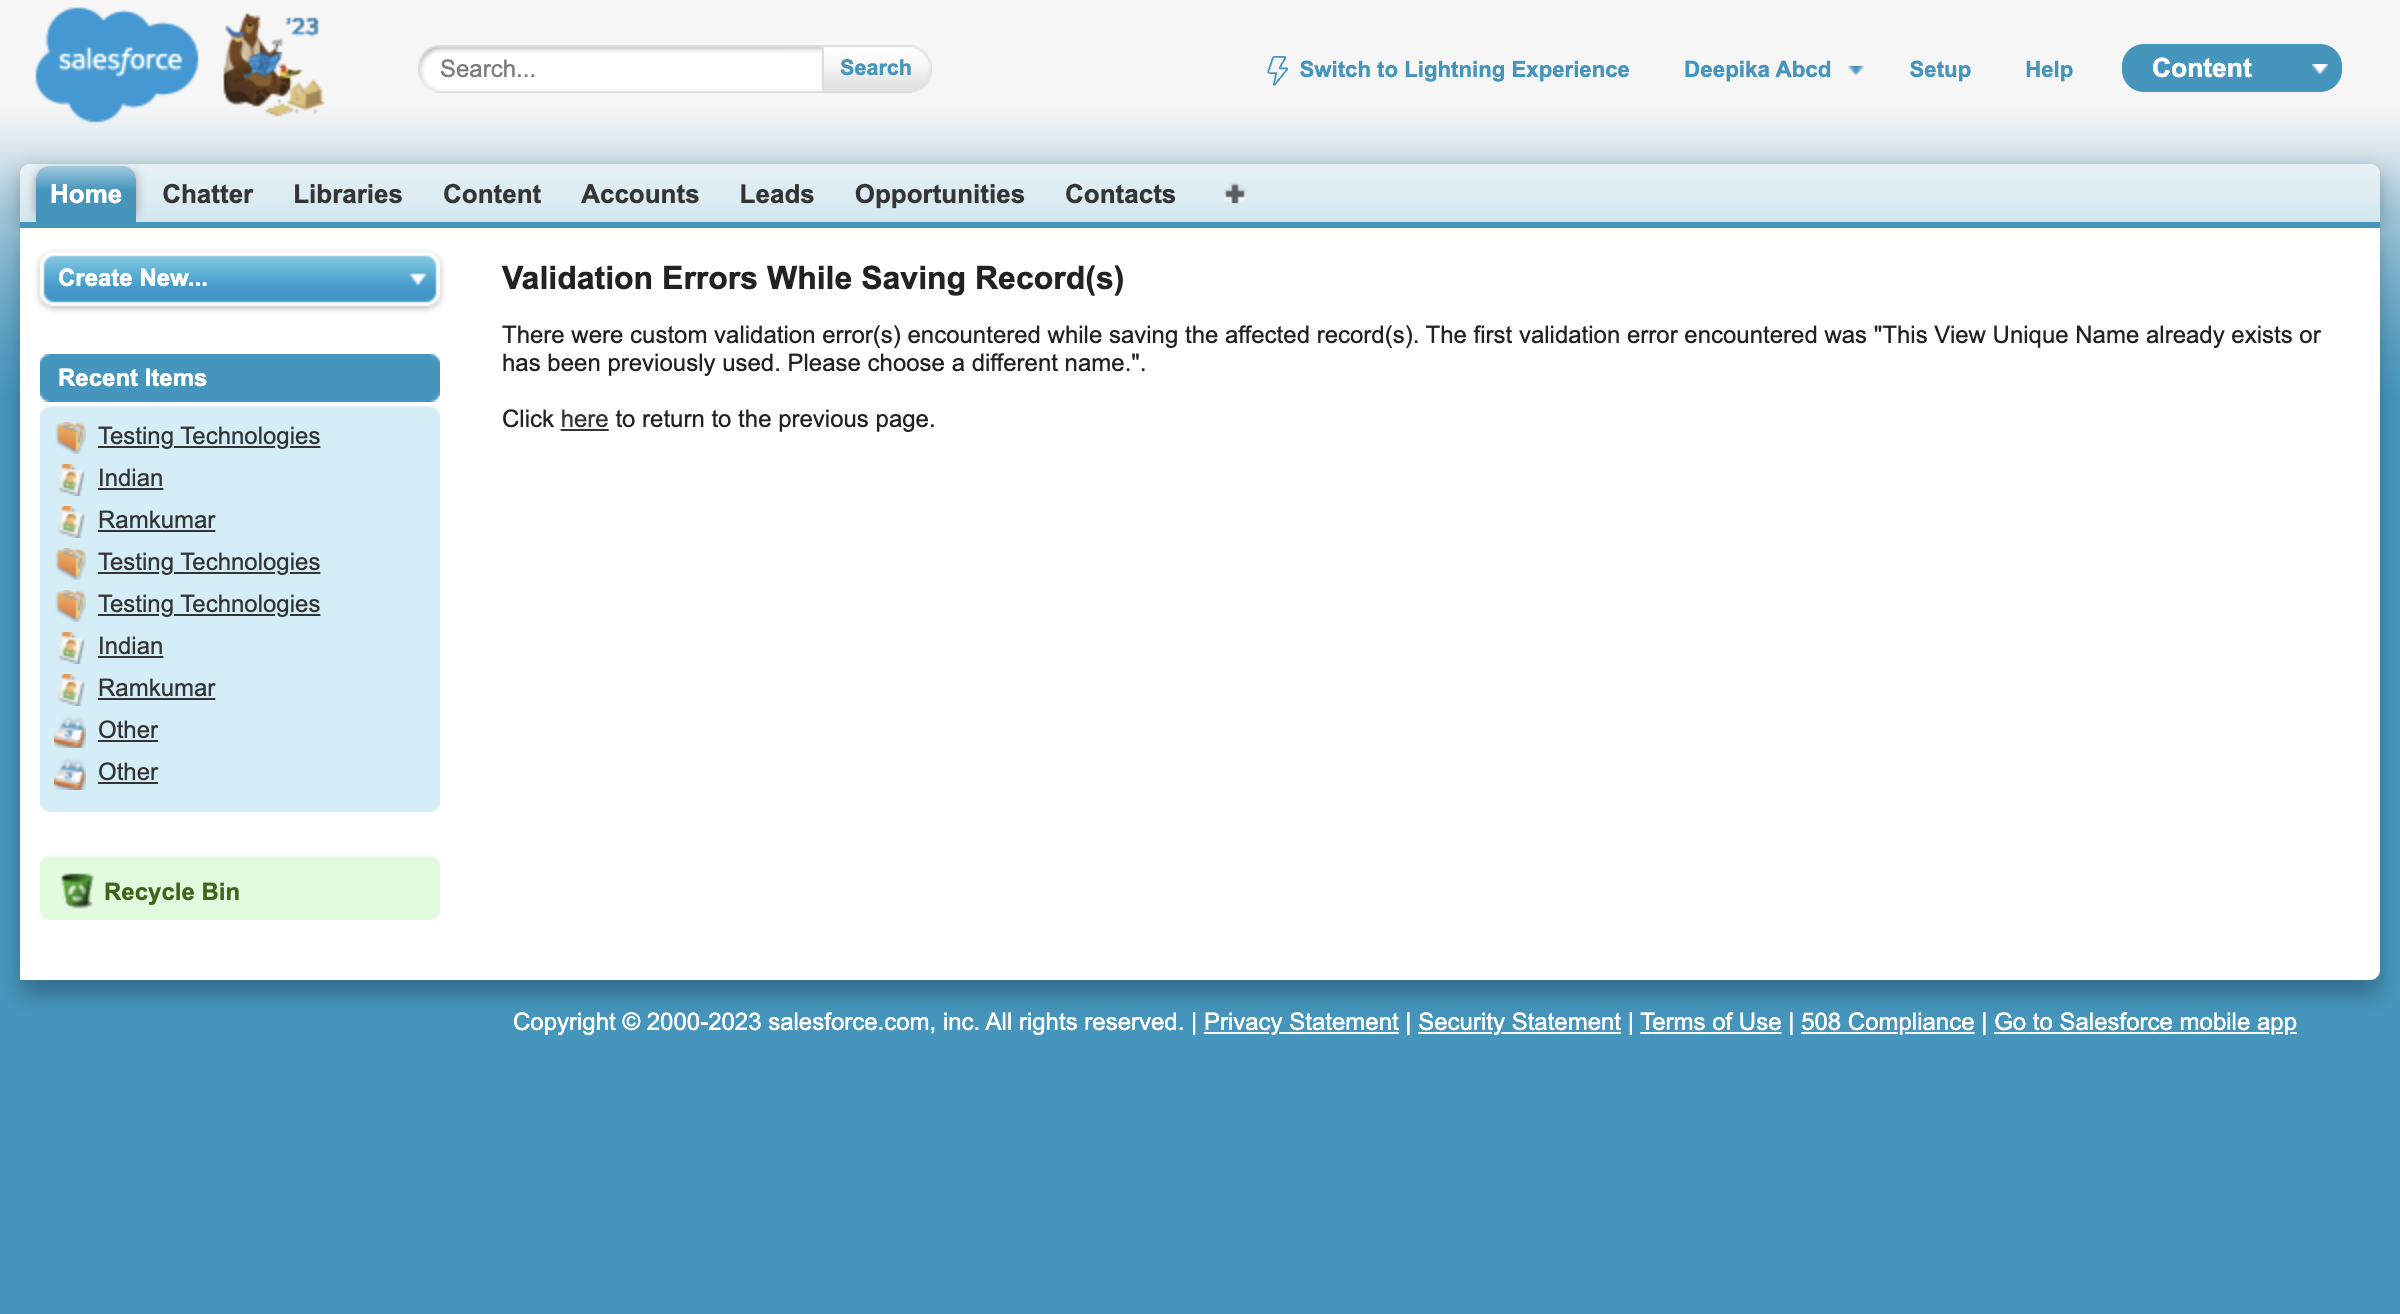 salesforce
'23
Search...
Search
Switch to Lightning Experience
Deepika Abcd
Setup
Help
Content
Home
Chatter
Libraries
Content
Accounts
Leads
Opportunities
Contacts
Create New...
Validation Errors While Saving Record(s)
There were custom validation error(s) encountered while saving the affected record(s). The first validation error encountered was "This View Unique Name already exists or
has been previously used. Please choose a different name.".
Click here to return to the previous page.
Recent Items
Testing Technologies
Indian
Ramkumar
Testing Technologies
Testing Technologies
Indian
Ramkumar
Other
Other
Recycle Bin
Copyright © 2000-2023 salesforce.com, inc. All rights reserved. | Privacy Statement | Security Statement | Terms of Use | 508 Compliance | Go to Salesforce mobile app